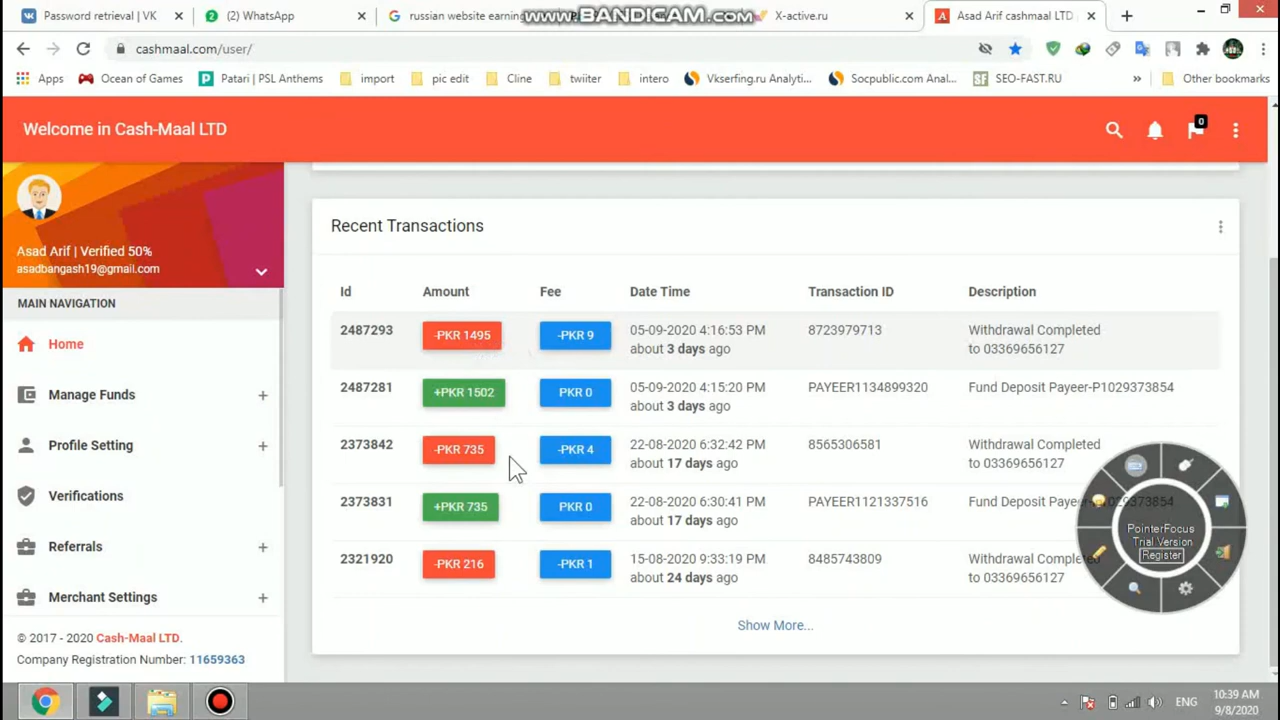 Password retrieval | VK
(2) WhatsApp
russian website earning
www.BANDICAM.com
X-active.ru
Asad Arif cashmaal LTD
cashmaal.com/user/
Apps
Ocean of Games
Patari | PSL Anthems
import
pic edit
Cline
twiiter
intero
Vkserfing.ru Analyti...
Socpublic.com Anal...
SEO-FAST.RU
»
Other bookmarks
Welcome in Cash-Maal LTD
0
Asad Arif | Verified 50%
asadbangash19@gmail.com
MAIN NAVIGATION
Home
Manage Funds +
Profile Setting +
Verifications
Referrals +
Merchant Settings +
© 2017 - 2020 Cash-Maal LTD.
Company Registration Number: 11659363
Recent Transactions
Id Amount Fee Date Time Transaction ID Description
2487293 -PKR 1495 -PKR 9 05-09-2020 4:16:53 PM 8723979713 Withdrawal Completed
about 3 days ago to 03369656127
2487281 +PKR 1502 PKR 0 05-09-2020 4:15:20 PM PAYEER1134899320 Fund Deposit Payeer-P1029373854
about 3 days ago
2373842 -PKR 735 -PKR 4 22-08-2020 6:32:42 PM 8565306581 Withdrawal Completed
about 17 days ago to 03369656127
2373831 +PKR 735 PKR 0 22-08-2020 6:30:41 PM PAYEER1121337516 Fund Deposit Payeer-P1029373854
about 17 days ago
2321920 -PKR 216 -PKR 1 15-08-2020 9:33:19 PM 8485743809 Withdrawal Completed
about 24 days ago to 03369656127
Show More...
PointerFocus
Trial Version
Register
ENG
10:39 AM
9/8/2020